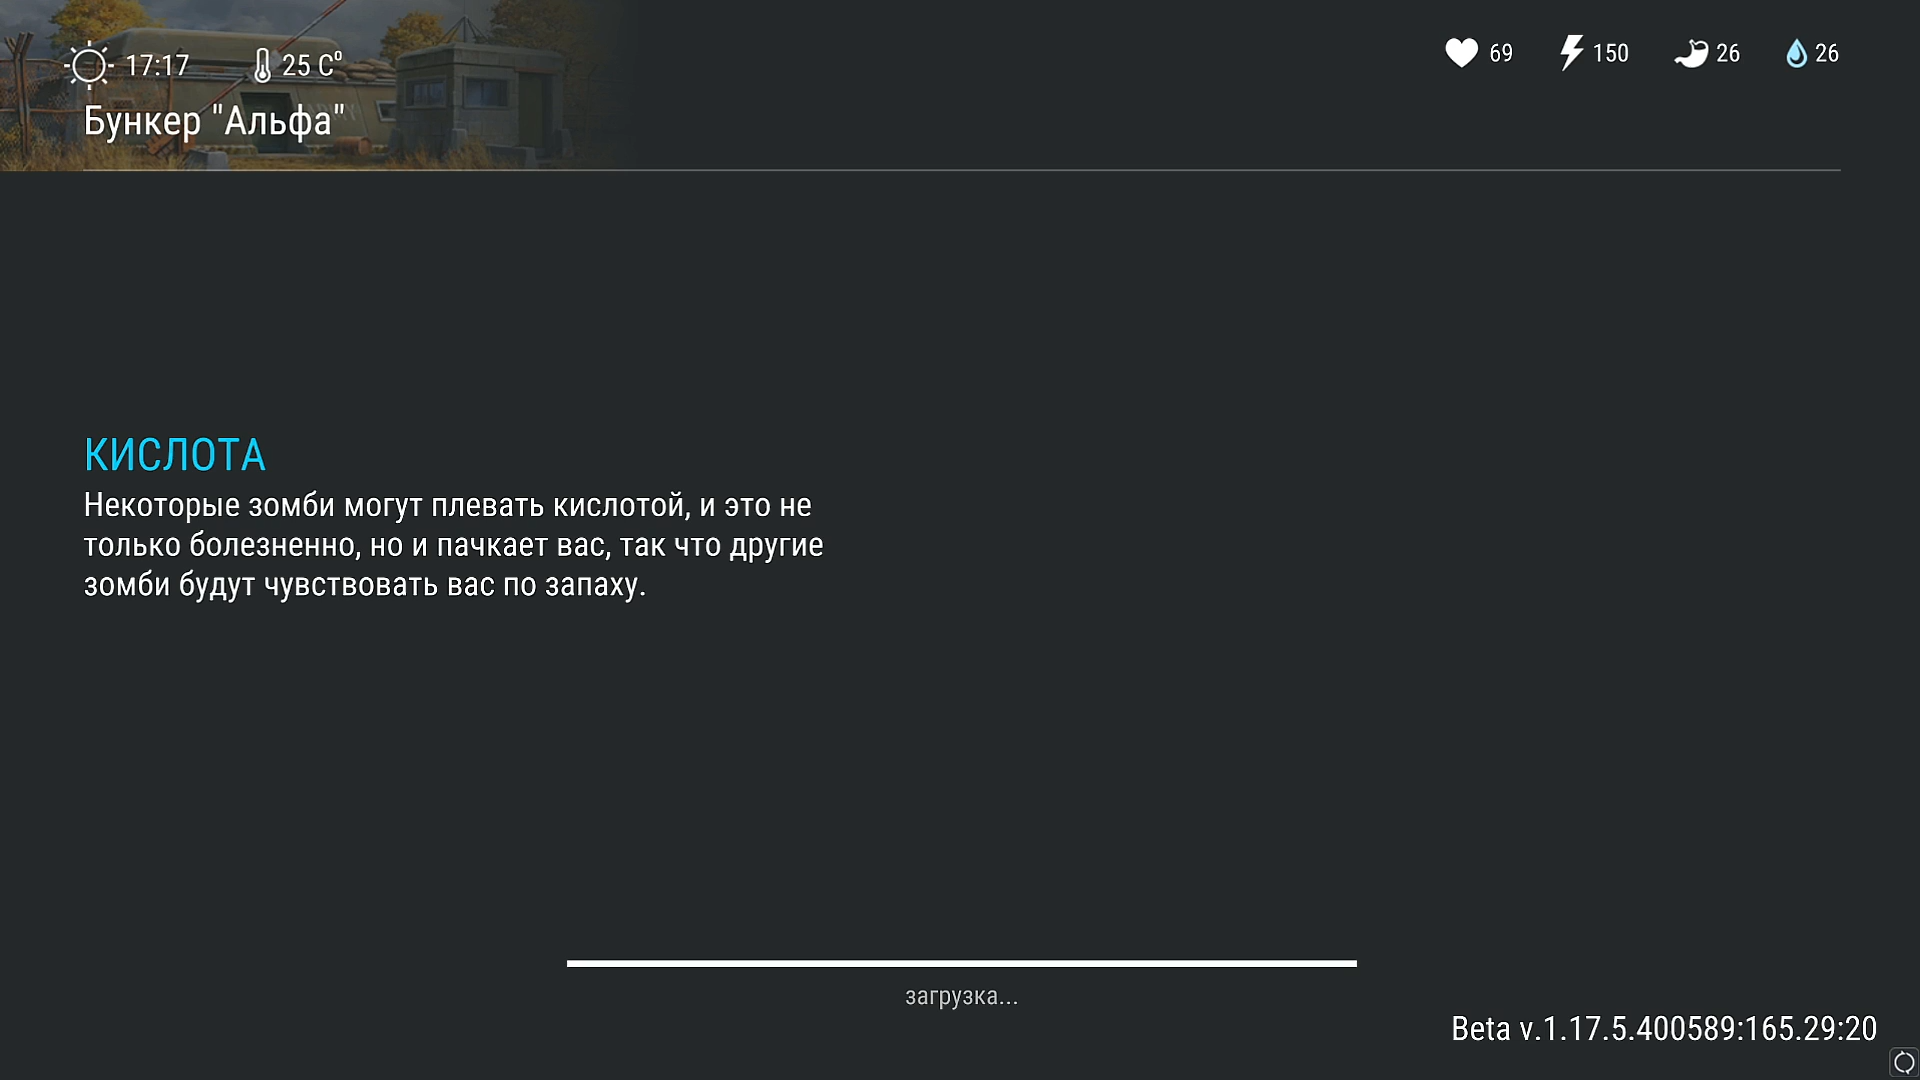 17:17 25 C⁰
69 150 26 26
Бункер "Альфа"
КИСЛОТА
Некоторые зомби могут плевать кислотой, и это не
только болезненно, но и пачкает вас, так что другие
зомби будут чувствовать вас по запаху.
загрузка...
Beta v.1.17.5.400589:165.29:20